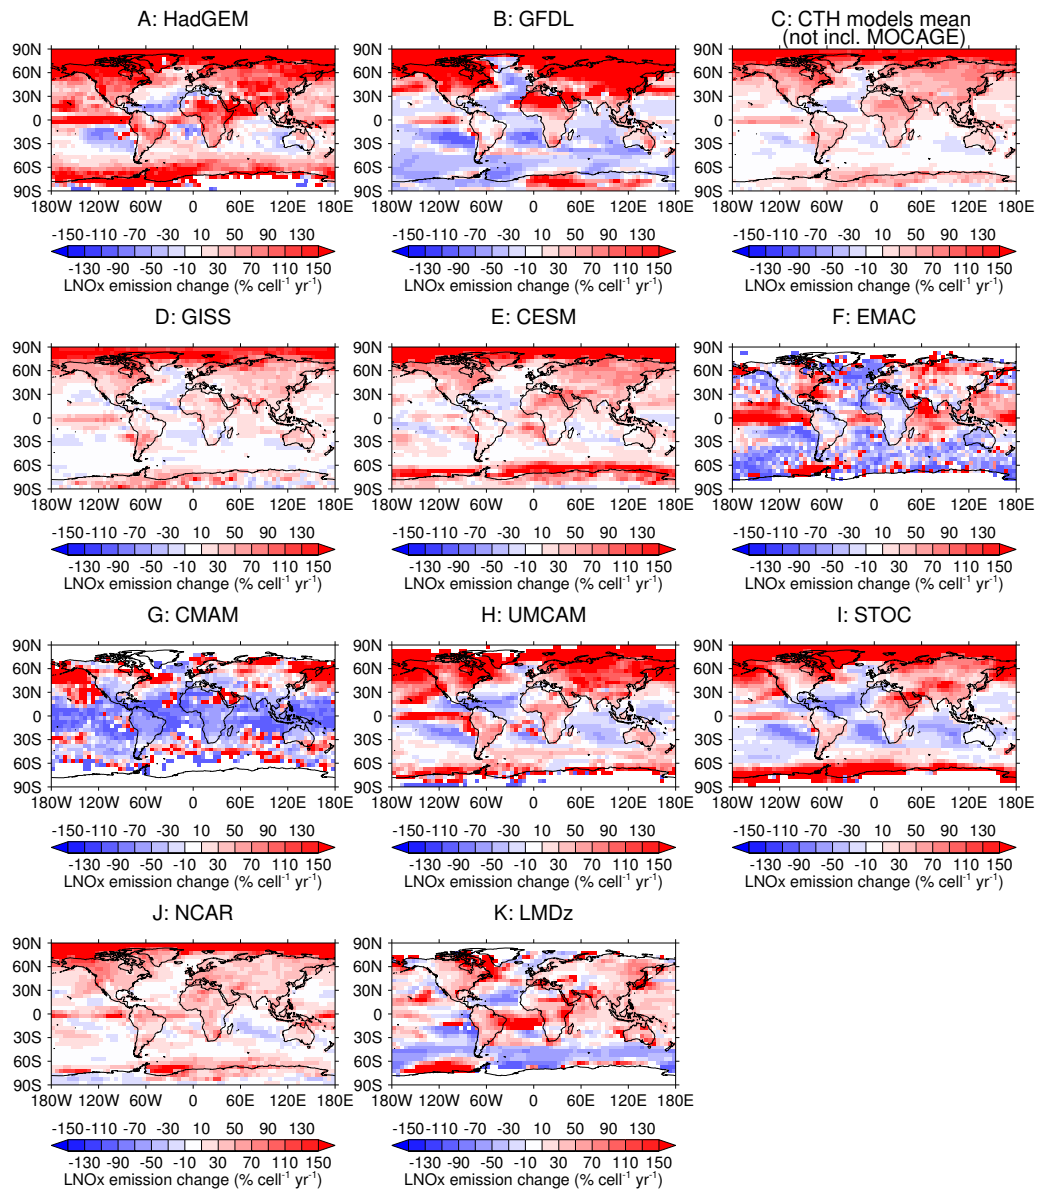 A: HadGEM
90N
60N
30N
0
30S
60S
90S
180W 120W 60W 0 60E 120E 180E
-150 -110 -70 -30 10 50 90 130
-130 -90 -50 -10 30 70 110 150
LNOx emission change (% cell⁻¹ yr⁻¹)
B: GFDL
90N
60N
30N
0
30S
60S
90S
180W 120W 60W 0 60E 120E 180E
-150 -110 -70 -30 10 50 90 130
-130 -90 -50 -10 30 70 110 150
LNOx emission change (% cell⁻¹ yr⁻¹)
C: CTH models mean
(not incl. MOCAGE)
90N
60N
30N
0
30S
60S
90S
180W 120W 60W 0 60E 120E 180E
-150 -110 -70 -30 10 50 90 130
-130 -90 -50 -10 30 70 110 150
LNOx emission change (% cell⁻¹ yr⁻¹)
D: GISS
90N
60N
30N
0
30S
60S
90S
180W 120W 60W 0 60E 120E 180E
-150 -110 -70 -30 10 50 90 130
-130 -90 -50 -10 30 70 110 150
LNOx emission change (% cell⁻¹ yr⁻¹)
E: CESM
90N
60N
30N
0
30S
60S
90S
180W 120W 60W 0 60E 120E 180E
-150 -110 -70 -30 10 50 90 130
-130 -90 -50 -10 30 70 110 150
LNOx emission change (% cell⁻¹ yr⁻¹)
F: EMAC
90N
60N
30N
0
30S
60S
90S
180W 120W 60W 0 60E 120E 180E
-150 -110 -70 -30 10 50 90 130
-130 -90 -50 -10 30 70 110 150
LNOx emission change (% cell⁻¹ yr⁻¹)
G: CMAM
90N
60N
30N
0
30S
60S
90S
180W 120W 60W 0 60E 120E 180E
-150 -110 -70 -30 10 50 90 130
-130 -90 -50 -10 30 70 110 150
LNOx emission change (% cell⁻¹ yr⁻¹)
H: UMCAM
90N
60N
30N
0
30S
60S
90S
180W 120W 60W 0 60E 120E 180E
-150 -110 -70 -30 10 50 90 130
-130 -90 -50 -10 30 70 110 150
LNOx emission change (% cell⁻¹ yr⁻¹)
I: STOC
90N
60N
30N
0
30S
60S
90S
180W 120W 60W 0 60E 120E 180E
-150 -110 -70 -30 10 50 90 130
-130 -90 -50 -10 30 70 110 150
LNOx emission change (% cell⁻¹ yr⁻¹)
J: NCAR
90N
60N
30N
0
30S
60S
90S
180W 120W 60W 0 60E 120E 180E
-150 -110 -70 -30 10 50 90 130
-130 -90 -50 -10 30 70 110 150
LNOx emission change (% cell⁻¹ yr⁻¹)
K: LMDz
90N
60N
30N
0
30S
60S
90S
180W 120W 60W 0 60E 120E 180E
-150 -110 -70 -30 10 50 90 130
-130 -90 -50 -10 30 70 110 150
LNOx emission change (% cell⁻¹ yr⁻¹)